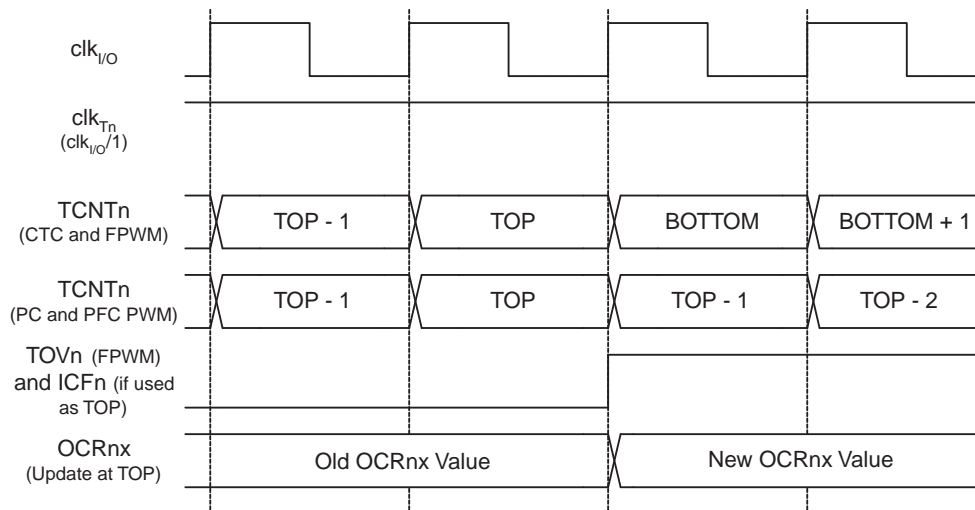 clkI/O
clkTn
(clkI/O/1)
TCNTn
(CTC and FPWM)
TOP - 1
TOP
BOTTOM
BOTTOM + 1
TCNTn
(PC and PFC PWM)
TOP - 1
TOP
TOP - 1
TOP - 2
TOVn (FPWM)
and ICFn (if used
as TOP)
OCRnx
(Update at TOP)
Old OCRnx Value
New OCRnx Value